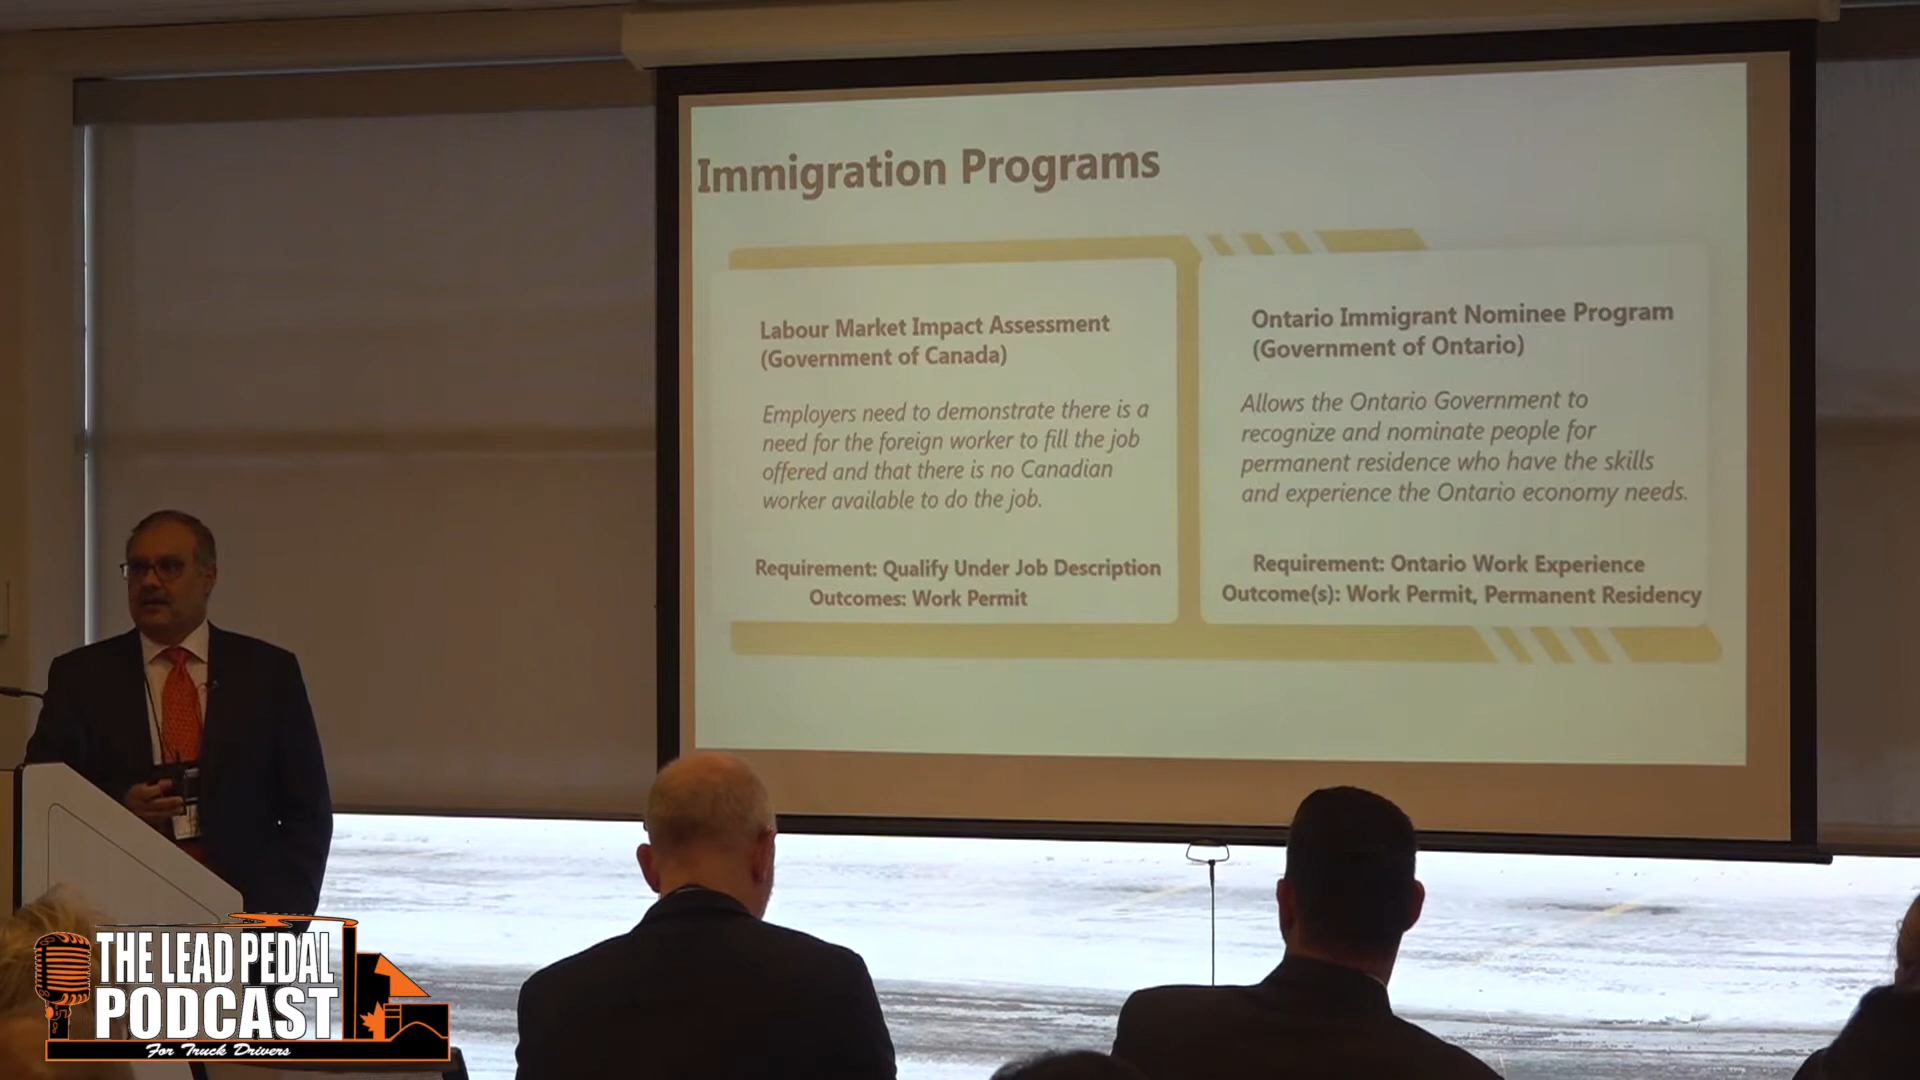 Immigration Programs
Labour Market Impact Assessment
(Government of Canada)
Employers need to demonstrate there is a
need for the foreign worker to fill the job
offered and that there is no Canadian
worker available to do the job.
Requirement: Qualify Under Job Description
Outcomes: Work Permit
Ontario Immigrant Nominee Program
(Government of Ontario)
Allows the Ontario Government to
recognize and nominate people for
permanent residence who have the skills
and experience the Ontario economy needs.
Requirement: Ontario Work Experience
Outcome(s): Work Permit, Permanent Residency
THE LEAD PEDAL
PODCAST
For Truck Drivers